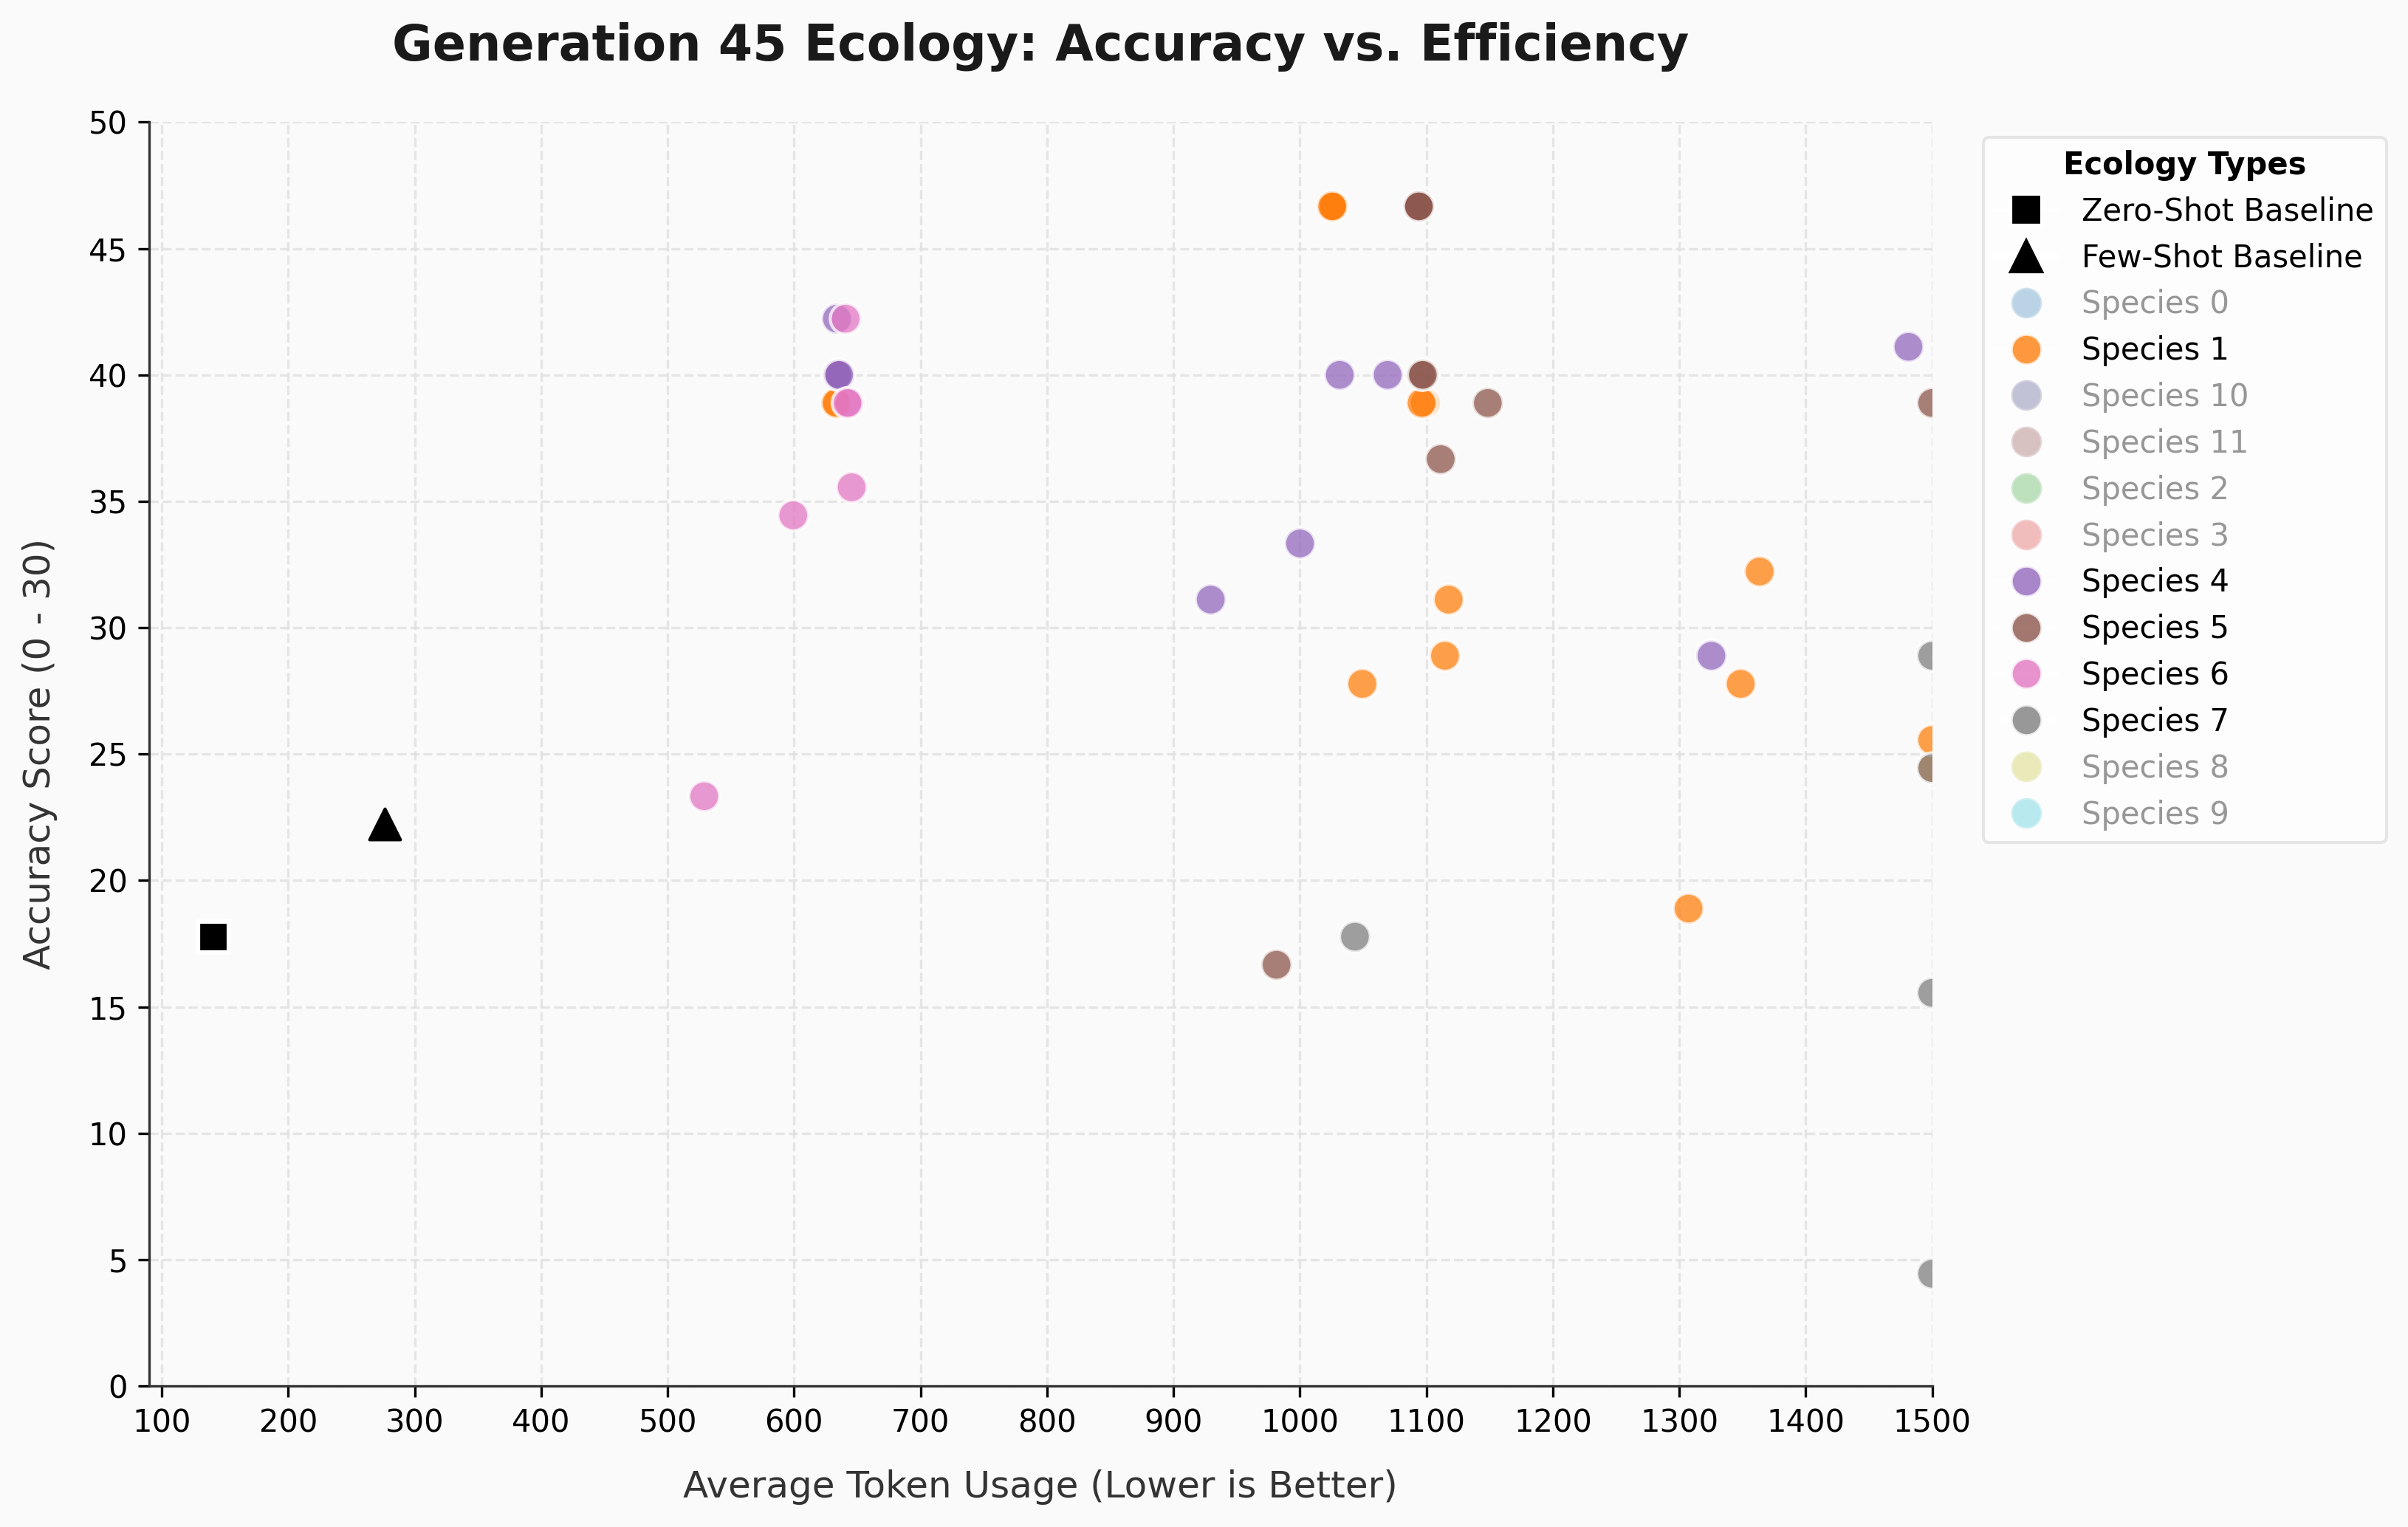 Generation 45 Ecology: Accuracy vs. Efficiency
50
45
40
35
30
25
20
15
10
5
0
Accuracy Score (0 - 30)
100 200 300 400 500 600 700 800 900 1000 1100 1200 1300 1400 1500
Average Token Usage (Lower is Better)
Ecology Types
Zero-Shot Baseline
Few-Shot Baseline
Species 0
Species 1
Species 10
Species 11
Species 2
Species 3
Species 4
Species 5
Species 6
Species 7
Species 8
Species 9